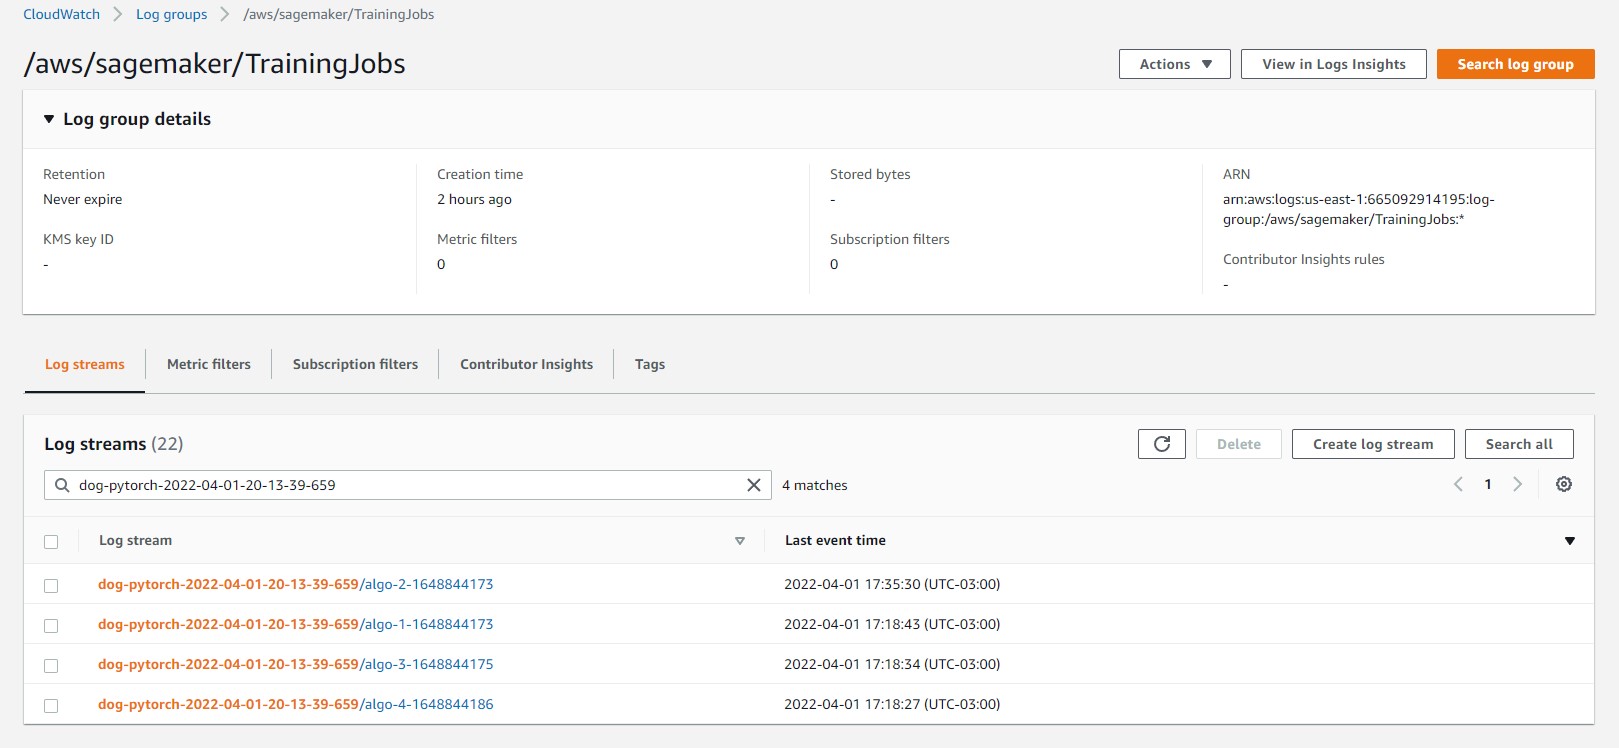 CloudWatch > Log groups > /aws/sagemaker/TrainingJobs
/aws/sagemaker/TrainingJobs
Actions ▼ View in Logs Insights Search log group
▼ Log group details
Retention
Never expire
KMS key ID
-
Creation time
2 hours ago
Metric filters
0
Stored bytes
-
Subscription filters
0
ARN
arn:aws:logs:us-east-1:665092914195:log-
group:/aws/sagemaker/TrainingJobs:*
Contributor Insights rules
-
Log streams Metric filters Subscription filters Contributor Insights Tags
Log streams (22) Delete Create log stream Search all
dog-pytorch-2022-04-01-20-13-39-659 4 matches 1
Log stream Last event time
dog-pytorch-2022-04-01-20-13-39-659/algo-2-1648844173 2022-04-01 17:35:30 (UTC-03:00)
dog-pytorch-2022-04-01-20-13-39-659/algo-1-1648844173 2022-04-01 17:18:43 (UTC-03:00)
dog-pytorch-2022-04-01-20-13-39-659/algo-3-1648844175 2022-04-01 17:18:34 (UTC-03:00)
dog-pytorch-2022-04-01-20-13-39-659/algo-4-1648844186 2022-04-01 17:18:27 (UTC-03:00)